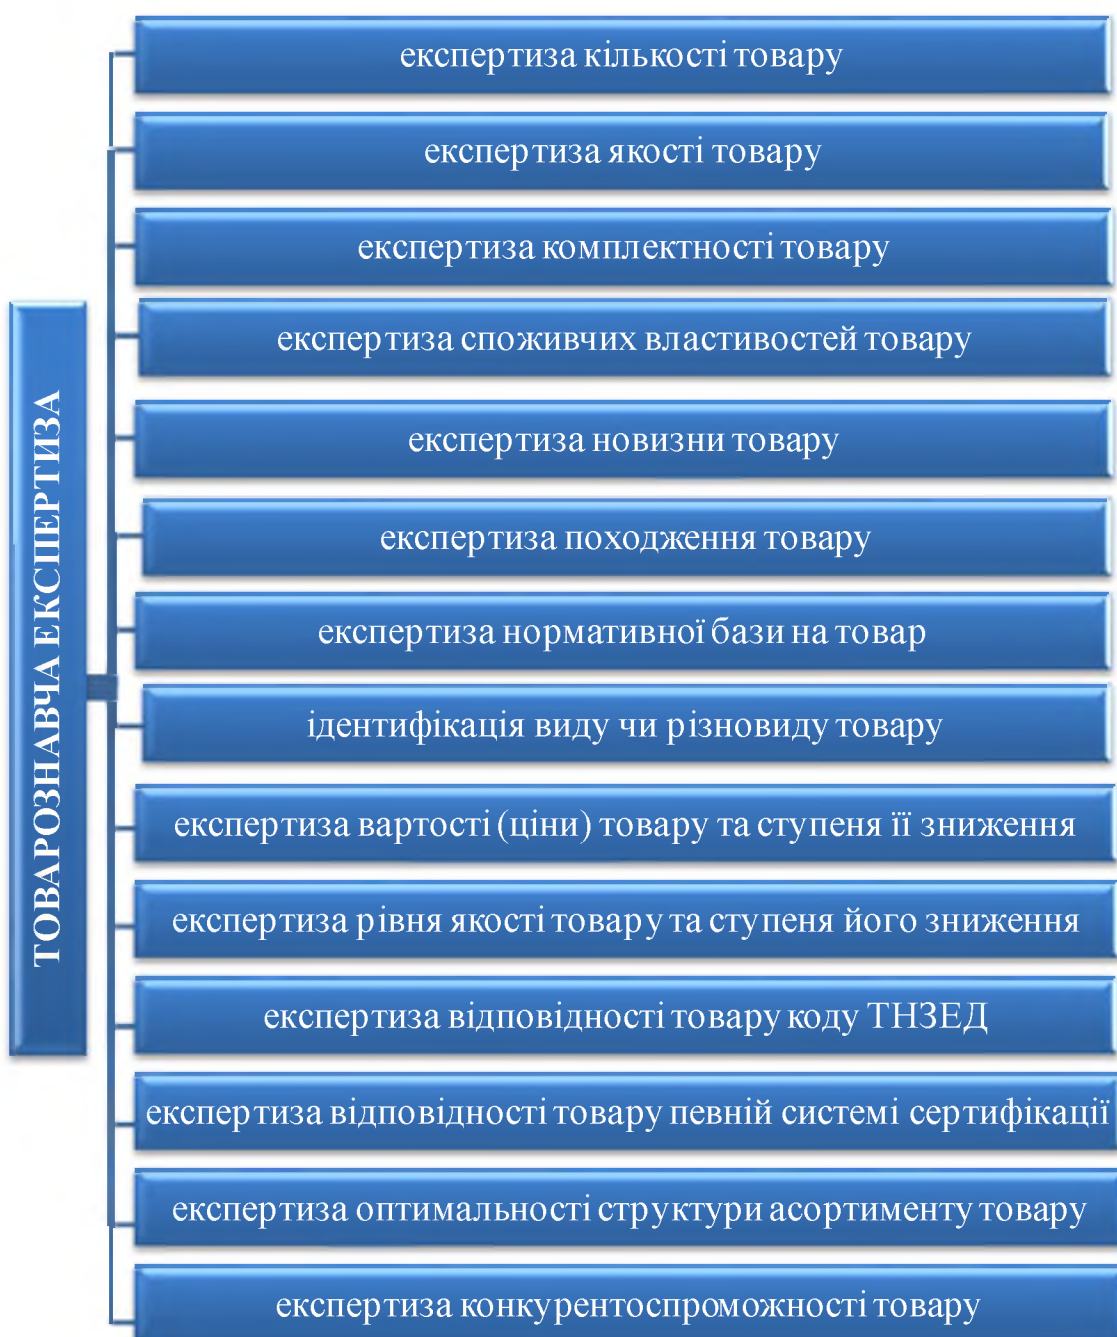 ТОВАРОЗНАВЧА ЕКСПЕРТИЗА
експертиза кількості товару
експертиза якості товару
експертиза комплектності товару
експертиза споживчих властивостей товару
експертиза новизни товару
експертиза походження товару
експертиза нормативної бази на товар
ідентифікація виду чи різновиду товару
експертиза вартості (ціни) товару та ступеня її зниження
експертиза рівня якості товару та ступеня його зниження
експертиза відповідності товару коду ТНЗЕД
експертиза відповідності товару певній системі сертифікації
експертиза оптимальності структури асортименту товару
експертиза конкурентоспроможності товару